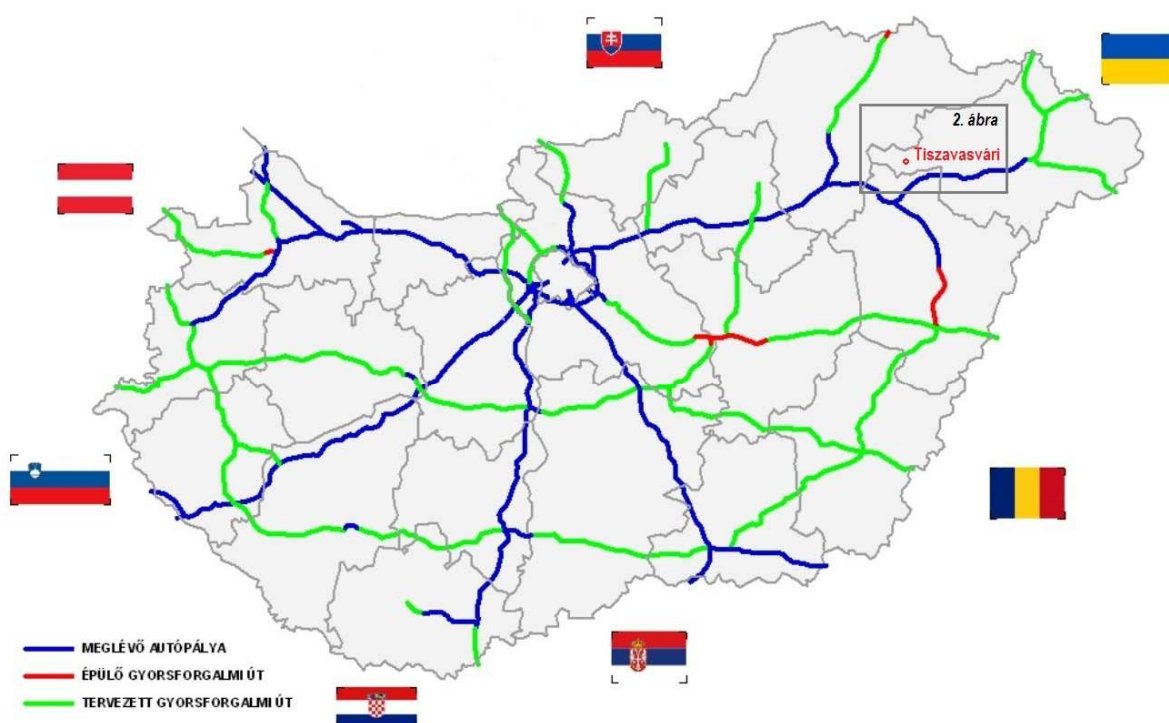 2. ábra
Tiszavasvári
MEGLÉVŐ AUTÓPÁLYA
ÉPÜLŐ GYORSFORGALMI ÚT
TERVEZETT GYORSFORGALMI ÚT